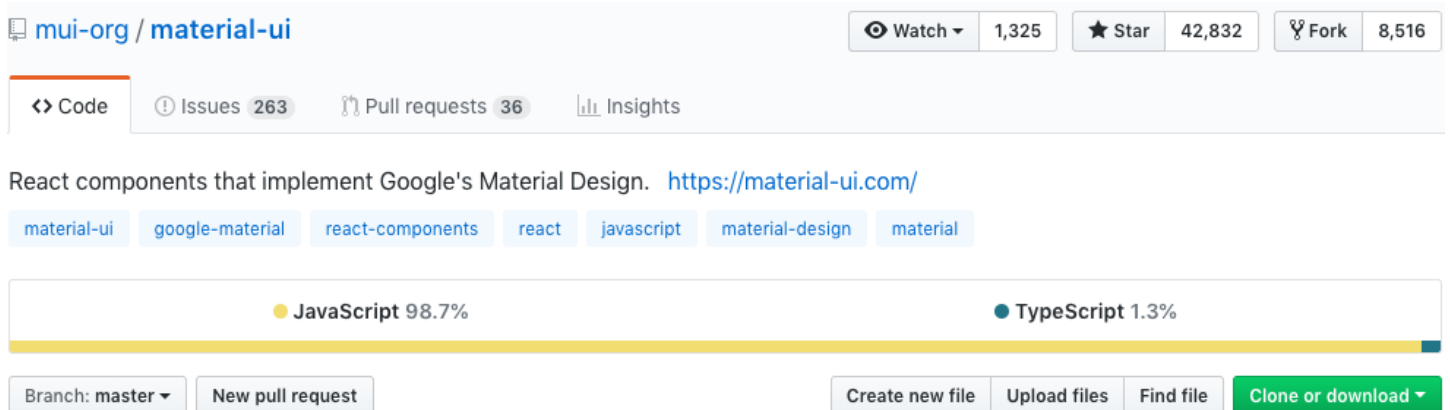 mui-org / material-ui Watch 1,325 Star 42,832 Fork 8,516
Code Issues 263 Pull requests 36 Insights
React components that implement Google's Material Design. https://material-ui.com/
material-ui google-material react-components react javascript material-design material
JavaScript 98.7% TypeScript 1.3%
Branch: master New pull request Create new file Upload files Find file Clone or download